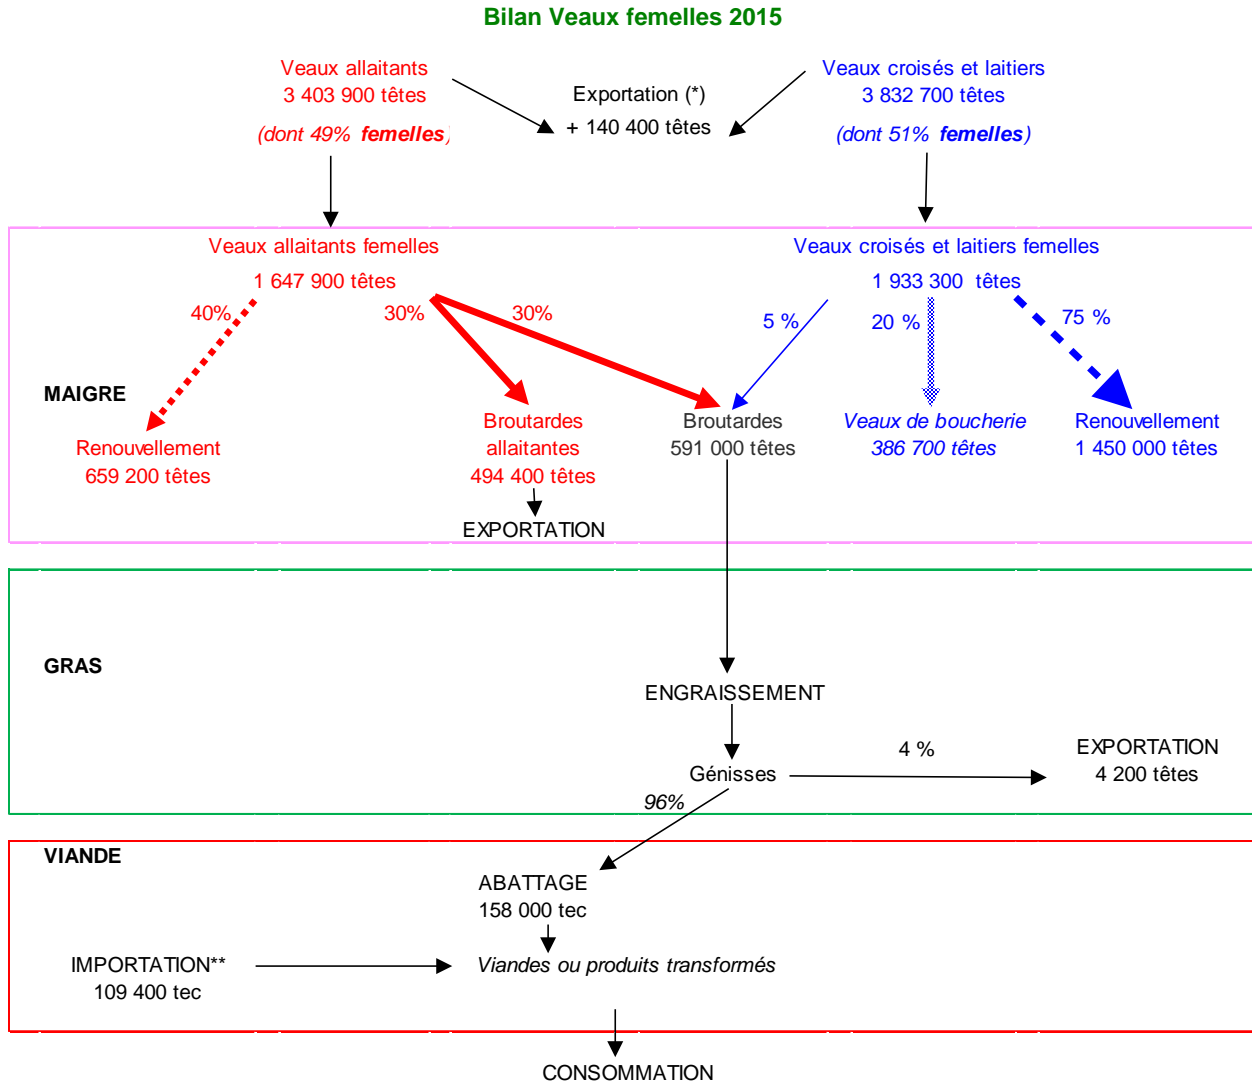 Bilan Veaux femelles 2015
Veaux allaitants
3 403 900 têtes
(dont 49% femelles)
Exportation (*)
+ 140 400 têtes
Veaux croisés et laitiers
3 832 700 têtes
(dont 51% femelles)
Veaux allaitants femelles
1 647 900 têtes
Veaux croisés et laitiers femelles
1 933 300 têtes
40%
30%
30%
5 %
20 %
75 %
MAIGRE
Renouvellement
659 200 têtes
Broutardes
allaitantes
494 400 têtes
Broutardes
591 000 têtes
Veaux de boucherie
386 700 têtes
Renouvellement
1 450 000 têtes
EXPORTATION
GRAS
ENGRAISSEMENT
Génisses
4 %
EXPORTATION
4 200 têtes
96%
VIANDE
ABATTAGE
158 000 tec
IMPORTATION**
109 400 tec
Viandes ou produits transformés
CONSOMMATION